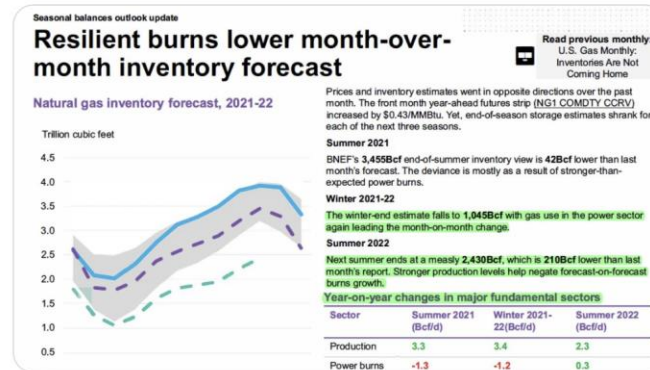 Seasonal balances outlook update
Resilient burns lower month-over-
month inventory forecast
Read previous monthly:
U.S. Gas Monthly:
Inventories Are Not
Coming Home
Natural gas inventory forecast, 2021-22
Trillion cubic feet
4.5
4.0
3.5
3.0
2.5
2.0
1.5
1.0
0.5
Prices and inventory estimates went in opposite directions over the past
month. The front month year-ahead futures strip (NG1 COMDTY CCRV)
increased by $0.43/MMBtu. Yet, end-of-season storage estimates shrank for
each of the next three seasons.
Summer 2021
BNEF's 3,455Bcf end-of-summer inventory view is 42Bcf lower than last
month's forecast. The deviance is mostly as a result of stronger-than-
expected power burns.
Winter 2021-22
The winter-end estimate falls to 1,045Bcf with gas use in the power sector
again leading the month-on-month change.
Summer 2022
Next summer ends at a measly 2,430Bcf, which is 210Bcf lower than last
month's report. Stronger production levels help negate forecast-on-forecast
burns growth.
Year-on-year changes in major fundamental sectors
Sector Summer 2021 Winter 2021- Summer 2022
(Bcf/d) 22(Bcf/d) (Bcf/d)
Production 3.3 3.4 2.3
Power burns -1.3 -1.2 0.3